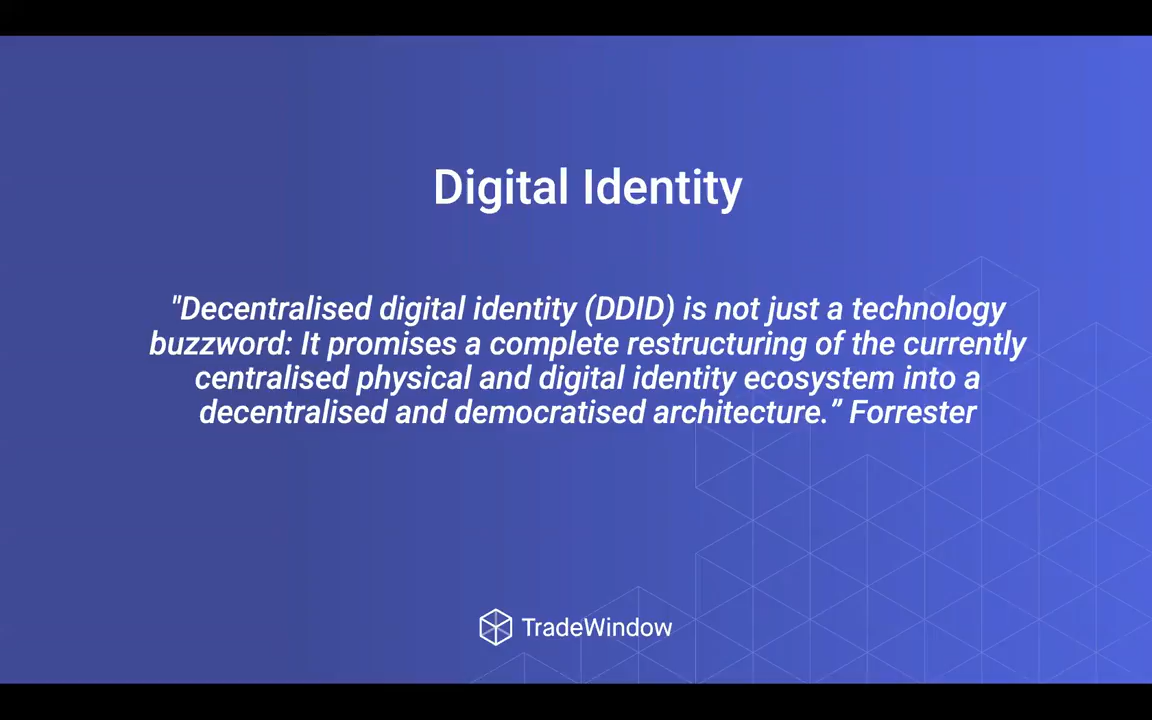 Digital Identity
"Decentralised digital identity (DDID) is not just a technology
buzzword: It promises a complete restructuring of the currently
centralised physical and digital identity ecosystem into a
decentralised and democratised architecture.” Forrester
TradeWindow